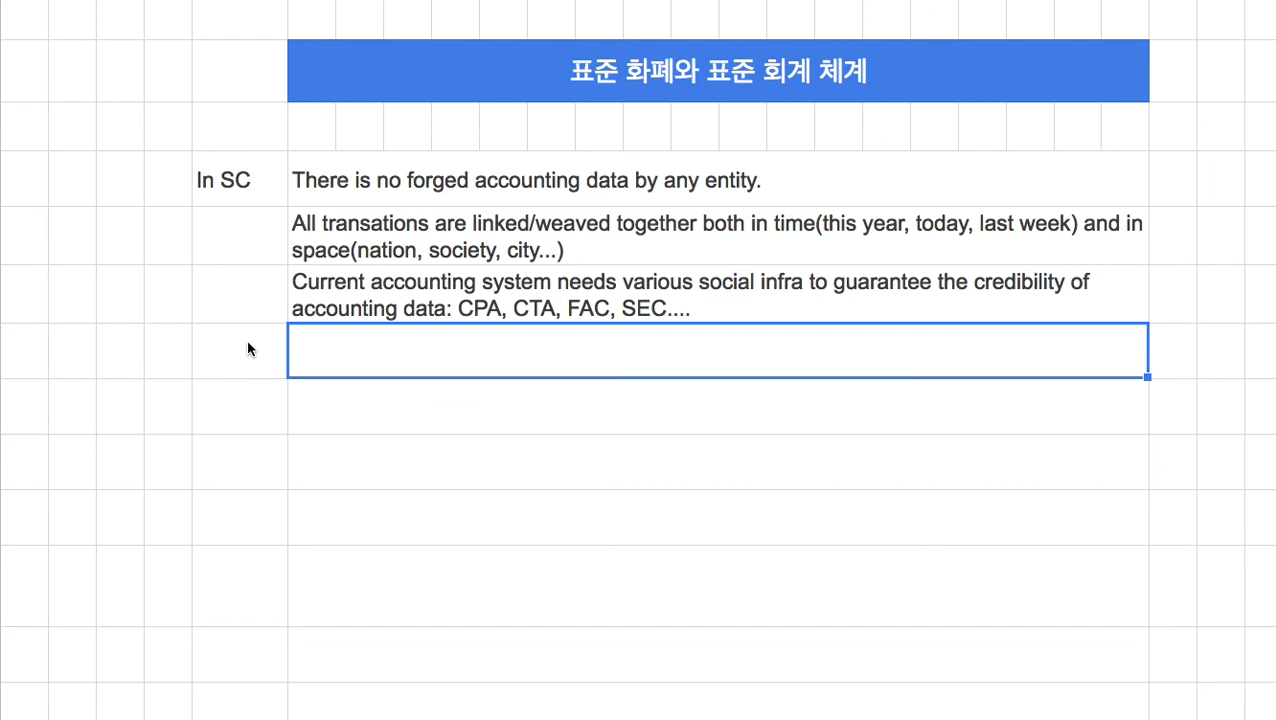 표준 화폐와 표준 회계 체계
In SC There is no forged accounting data by any entity.
All transations are linked/weaved together both in time(this year, today, last week) and in
space(nation, society, city...)
Current accounting system needs various social infra to guarantee the credibility of
accounting data: CPA, CTA, FAC, SEC....